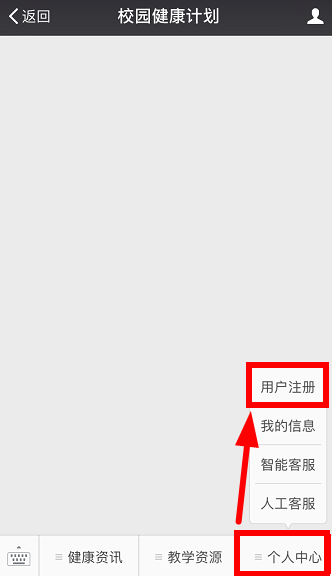 返回 校园健康计划
用户注册
我的信息
智能客服
人工客服
健康资讯 教学资源 个人中心